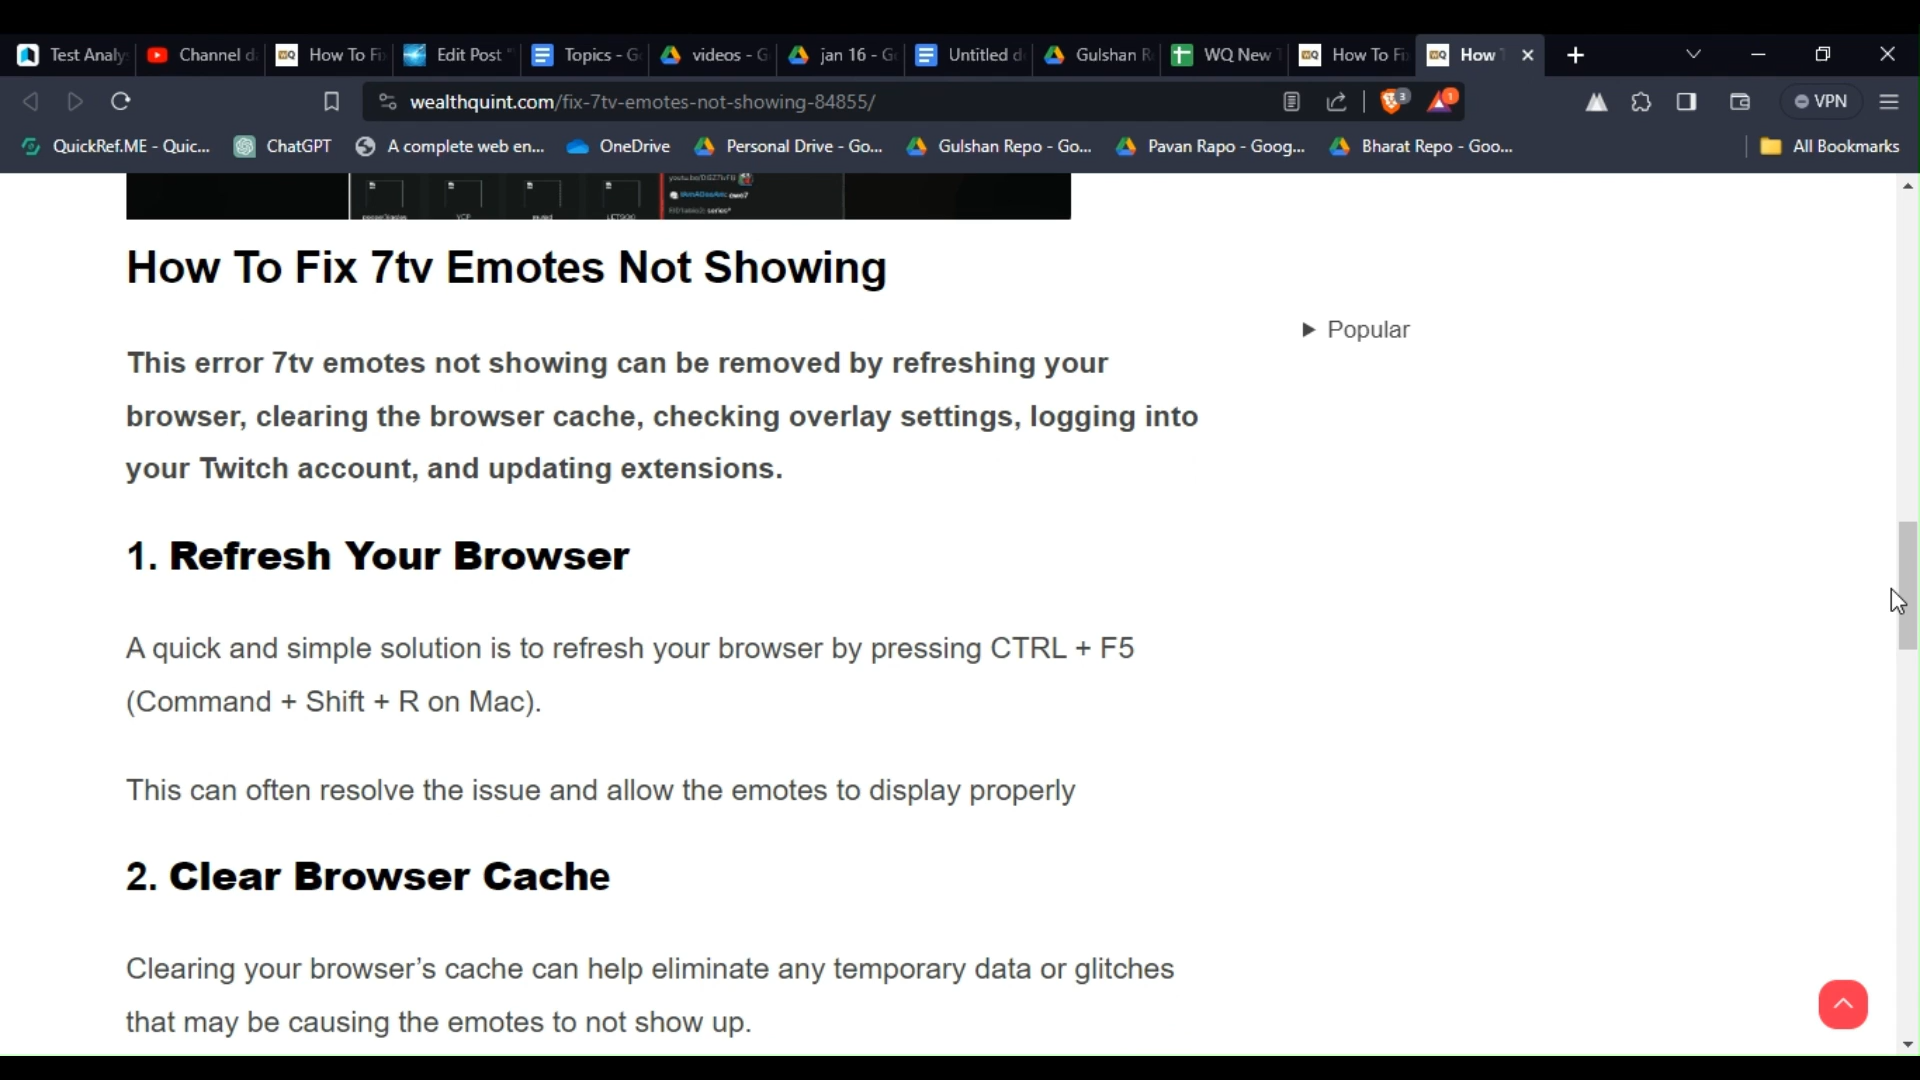 Test Analy
Channel d
How To Fi
Edit Post "
Topics - G
videos - G
jan 16 - G
Untitled d
Gulshan R
WQ New T
How To Fi
How T
wealthquint.com/fix-7tv-emotes-not-showing-84855/
3
1
VPN
QuickRef.ME - Quic...
ChatGPT
A complete web en...
OneDrive
Personal Drive - Go...
Gulshan Repo - Go...
Pavan Rapo - Goog...
Bharat Repo - Goo...
All Bookmarks
How To Fix 7tv Emotes Not Showing
Popular
This error 7tv emotes not showing can be removed by refreshing your
browser, clearing the browser cache, checking overlay settings, logging into
your Twitch account, and updating extensions.
1. Refresh Your Browser
A quick and simple solution is to refresh your browser by pressing CTRL + F5
(Command + Shift + R on Mac).
This can often resolve the issue and allow the emotes to display properly
2. Clear Browser Cache
Clearing your browser’s cache can help eliminate any temporary data or glitches
that may be causing the emotes to not show up.